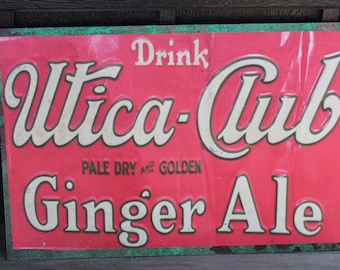 Drink
Utica-Club
PALE DRY AND GOLDEN
Ginger Ale